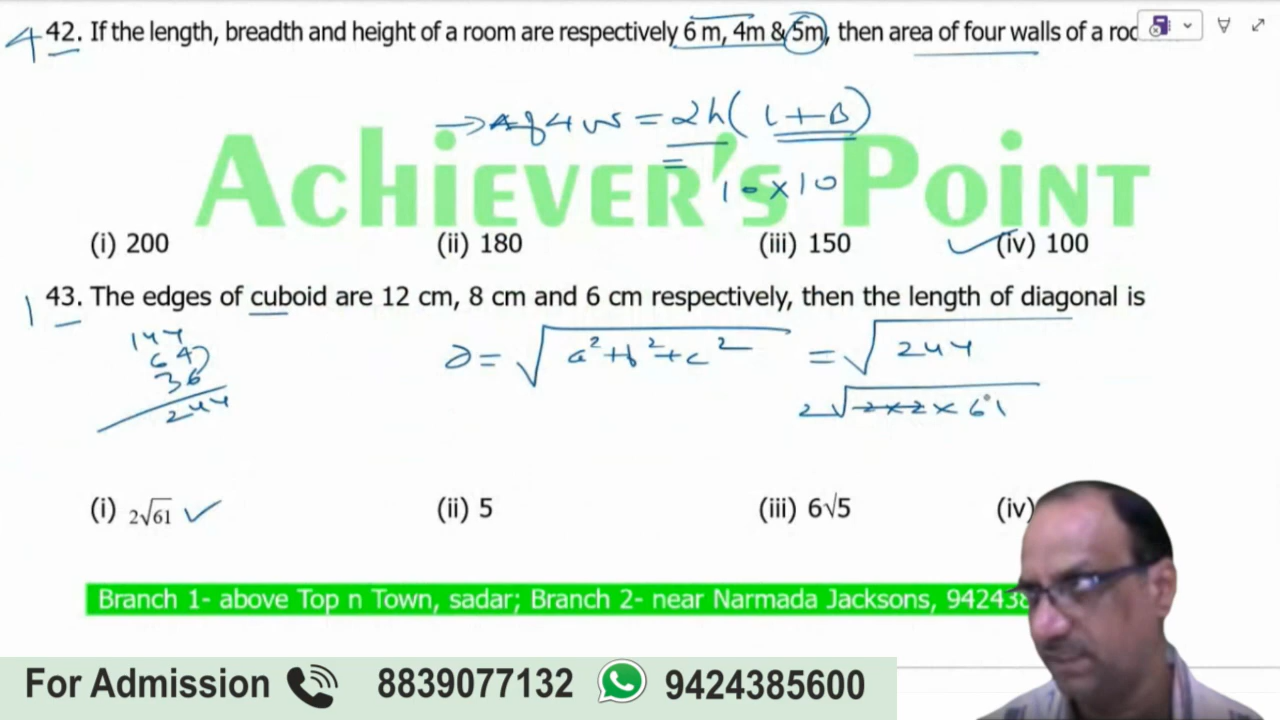 4 42. If the length, breadth and height of a room are respectively 6 m, 4m & 5m, then area of four walls of a roo
→ A of 4 w = 2h( L+B)
=
10 x 10
ACHIEVER'S POINT
(i) 200 (ii) 180 (iii) 150 (iv) 100
1 43. The edges of cuboid are 12 cm, 8 cm and 6 cm respectively, then the length of diagonal is
144
64
36
244
∂ = √a²+b²+c² = √244
2√2x2x61
(i) 2√61 (ii) 5 (iii) 6√5 (iv)
Branch 1- above Top n Town, sadar; Branch 2- near Narmada Jacksons, 94243
For Admission 8839077132 9424385600